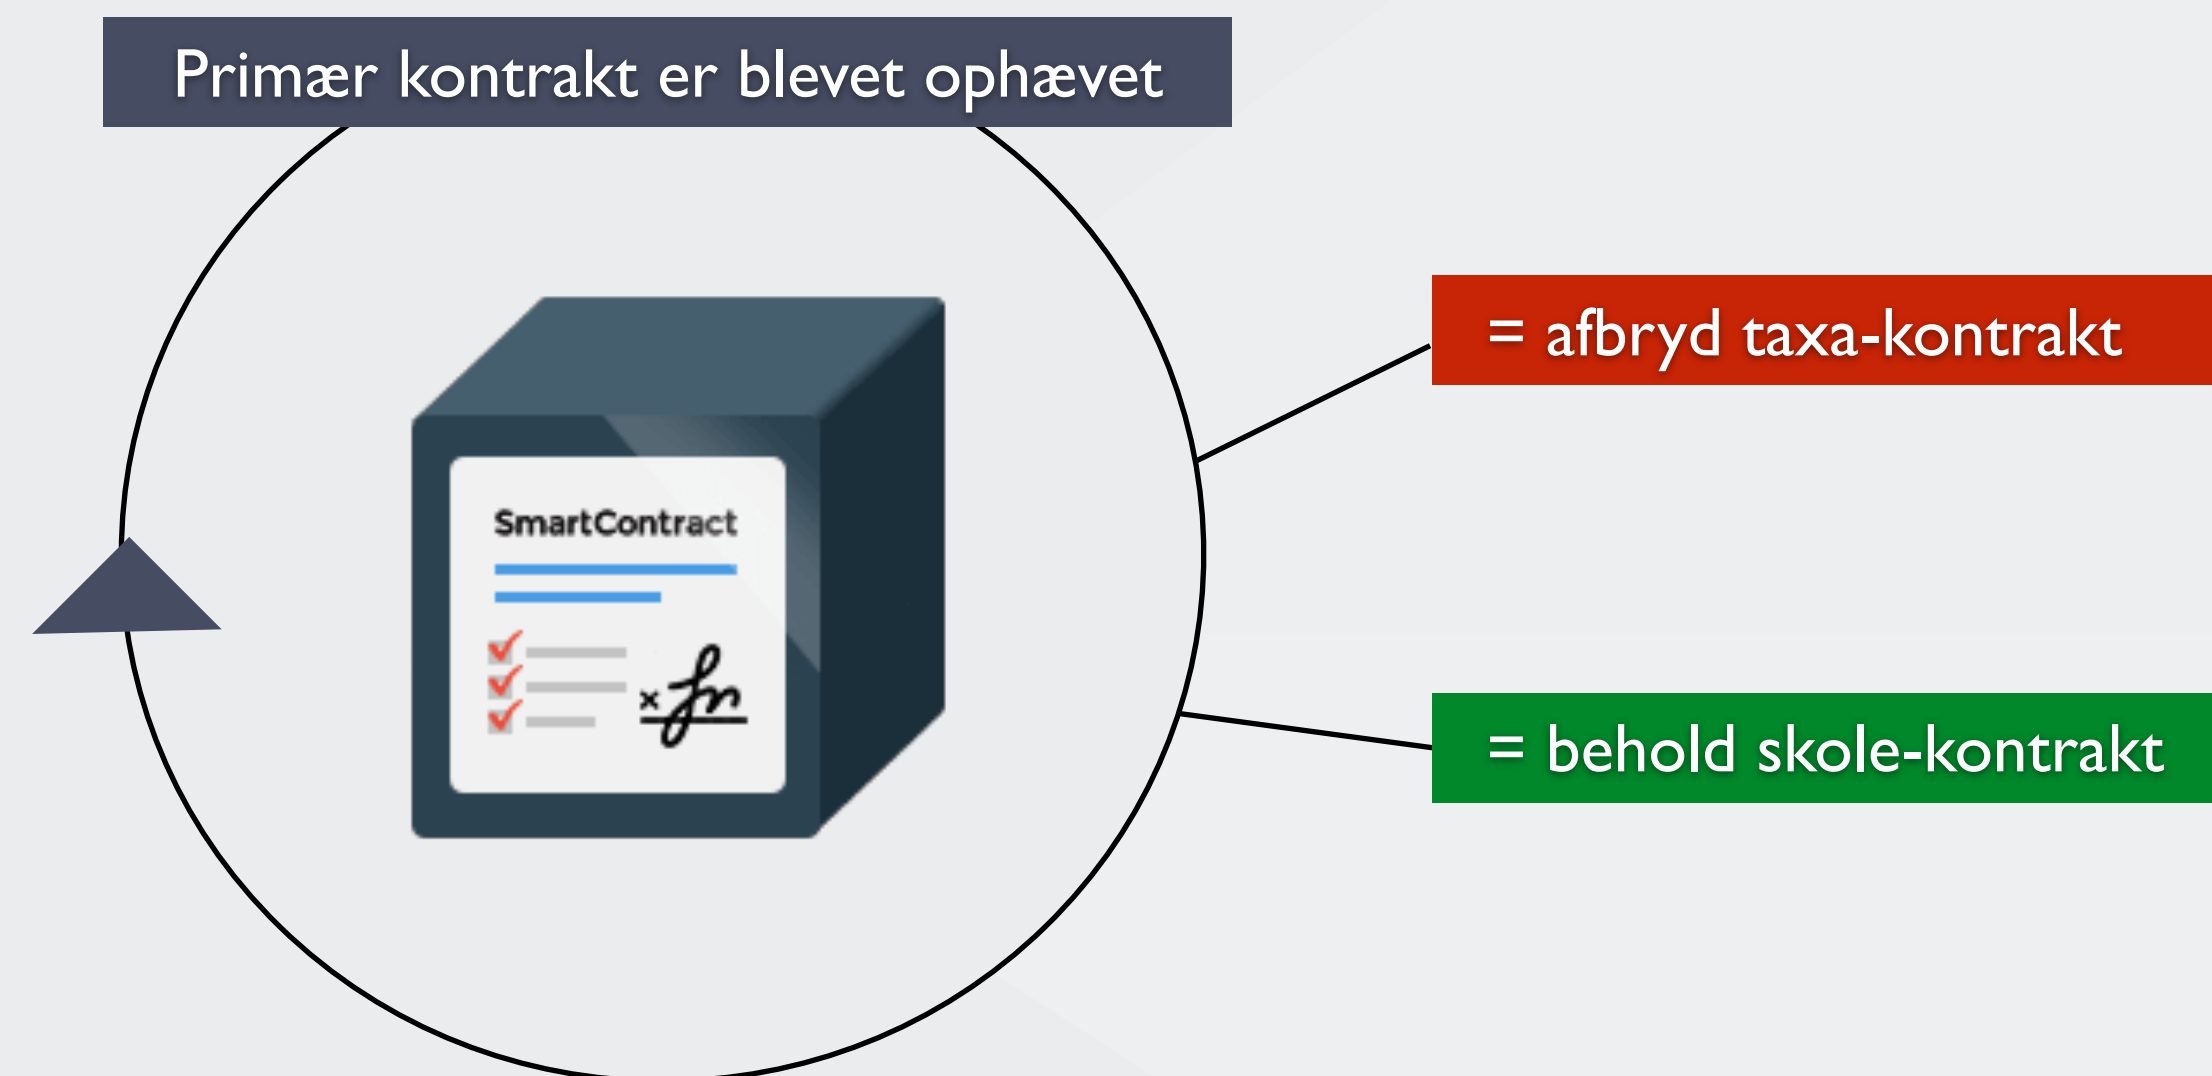 Primær kontrakt er blevet ophævet
= afbryd taxa-kontrakt
SmartContract
= behold skole-kontrakt